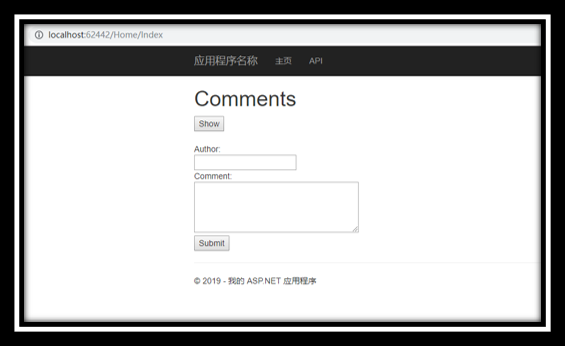 localhost:62442/Home/Index
应用程序名称 主页 API
Comments
Show
Author:
Comment:
Submit
© 2019 - 我的 ASP.NET 应用程序